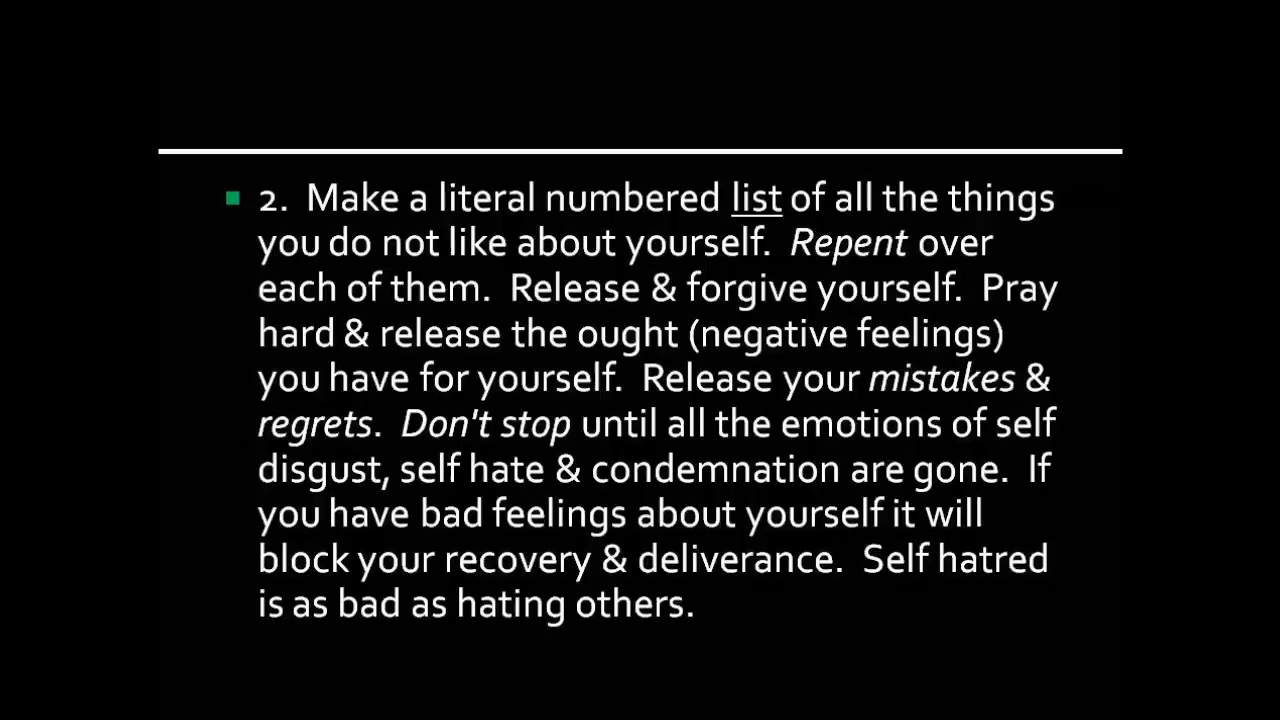 2. Make a literal numbered list of all the things
you do not like about yourself. Repent over
each of them. Release & forgive yourself. Pray
hard & release the ought (negative feelings)
you have for yourself. Release your mistakes &
regrets. Don't stop until all the emotions of self
disgust, self hate & condemnation are gone. If
you have bad feelings about yourself it will
block your recovery & deliverance. Self hatred
is as bad as hating others.